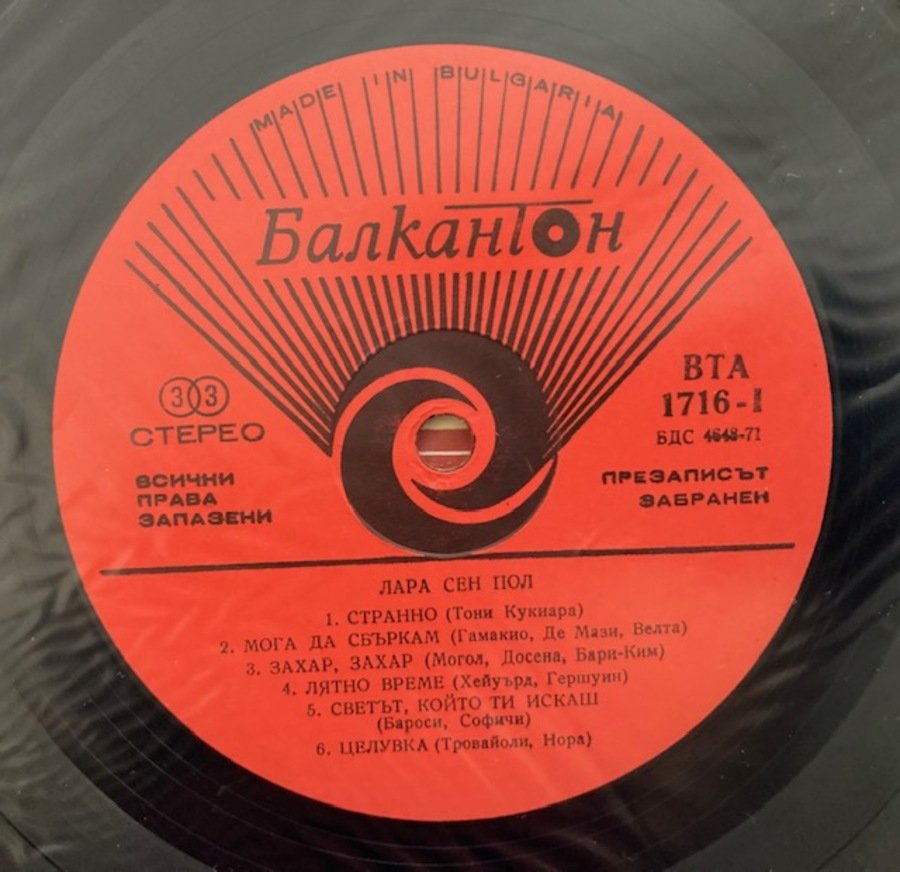 MADE IN BULGARIA
Балкантон
33
СТЕРЕО
ВСИЧКИ
ПРАВА
ЗАПАЗЕНИ
ВТА
1716-I
БДС 4648-71
ПРЕЗАПИСЪТ
ЗАБРАНЕН
ЛАРА СЕН ПОЛ
1. СТРАННО (Тони Кукиара)
2. МОГА ДА СБЪРКАМ (Гамакио, Де Мази, Велта)
3. ЗАХАР, ЗАХАР (Могол, Досена, Бари-Ким)
4. ЛЯТНО ВРЕМЕ (Хейуърд, Гершуин)
5. СВЕТЪТ, КОЙТО ТИ ИСКАШ
(Бароси, Софичи)
6. ЦЕЛУВКА (Тровайоли, Нора)